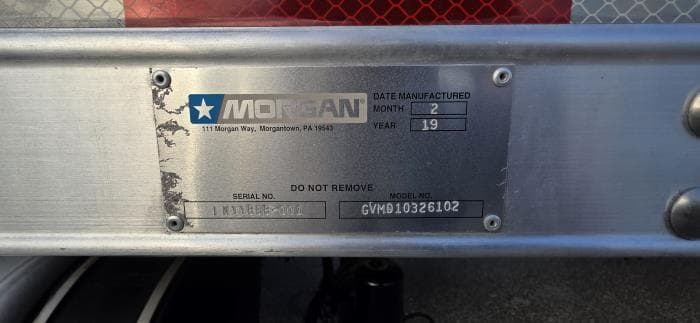 MORGAN®
111 Morgan Way, Morgantown, PA 19543
DATE MANUFACTURED
MONTH 2
YEAR 19
DO NOT REMOVE
SERIAL NO.
MODEL NO.
GVMD10326102